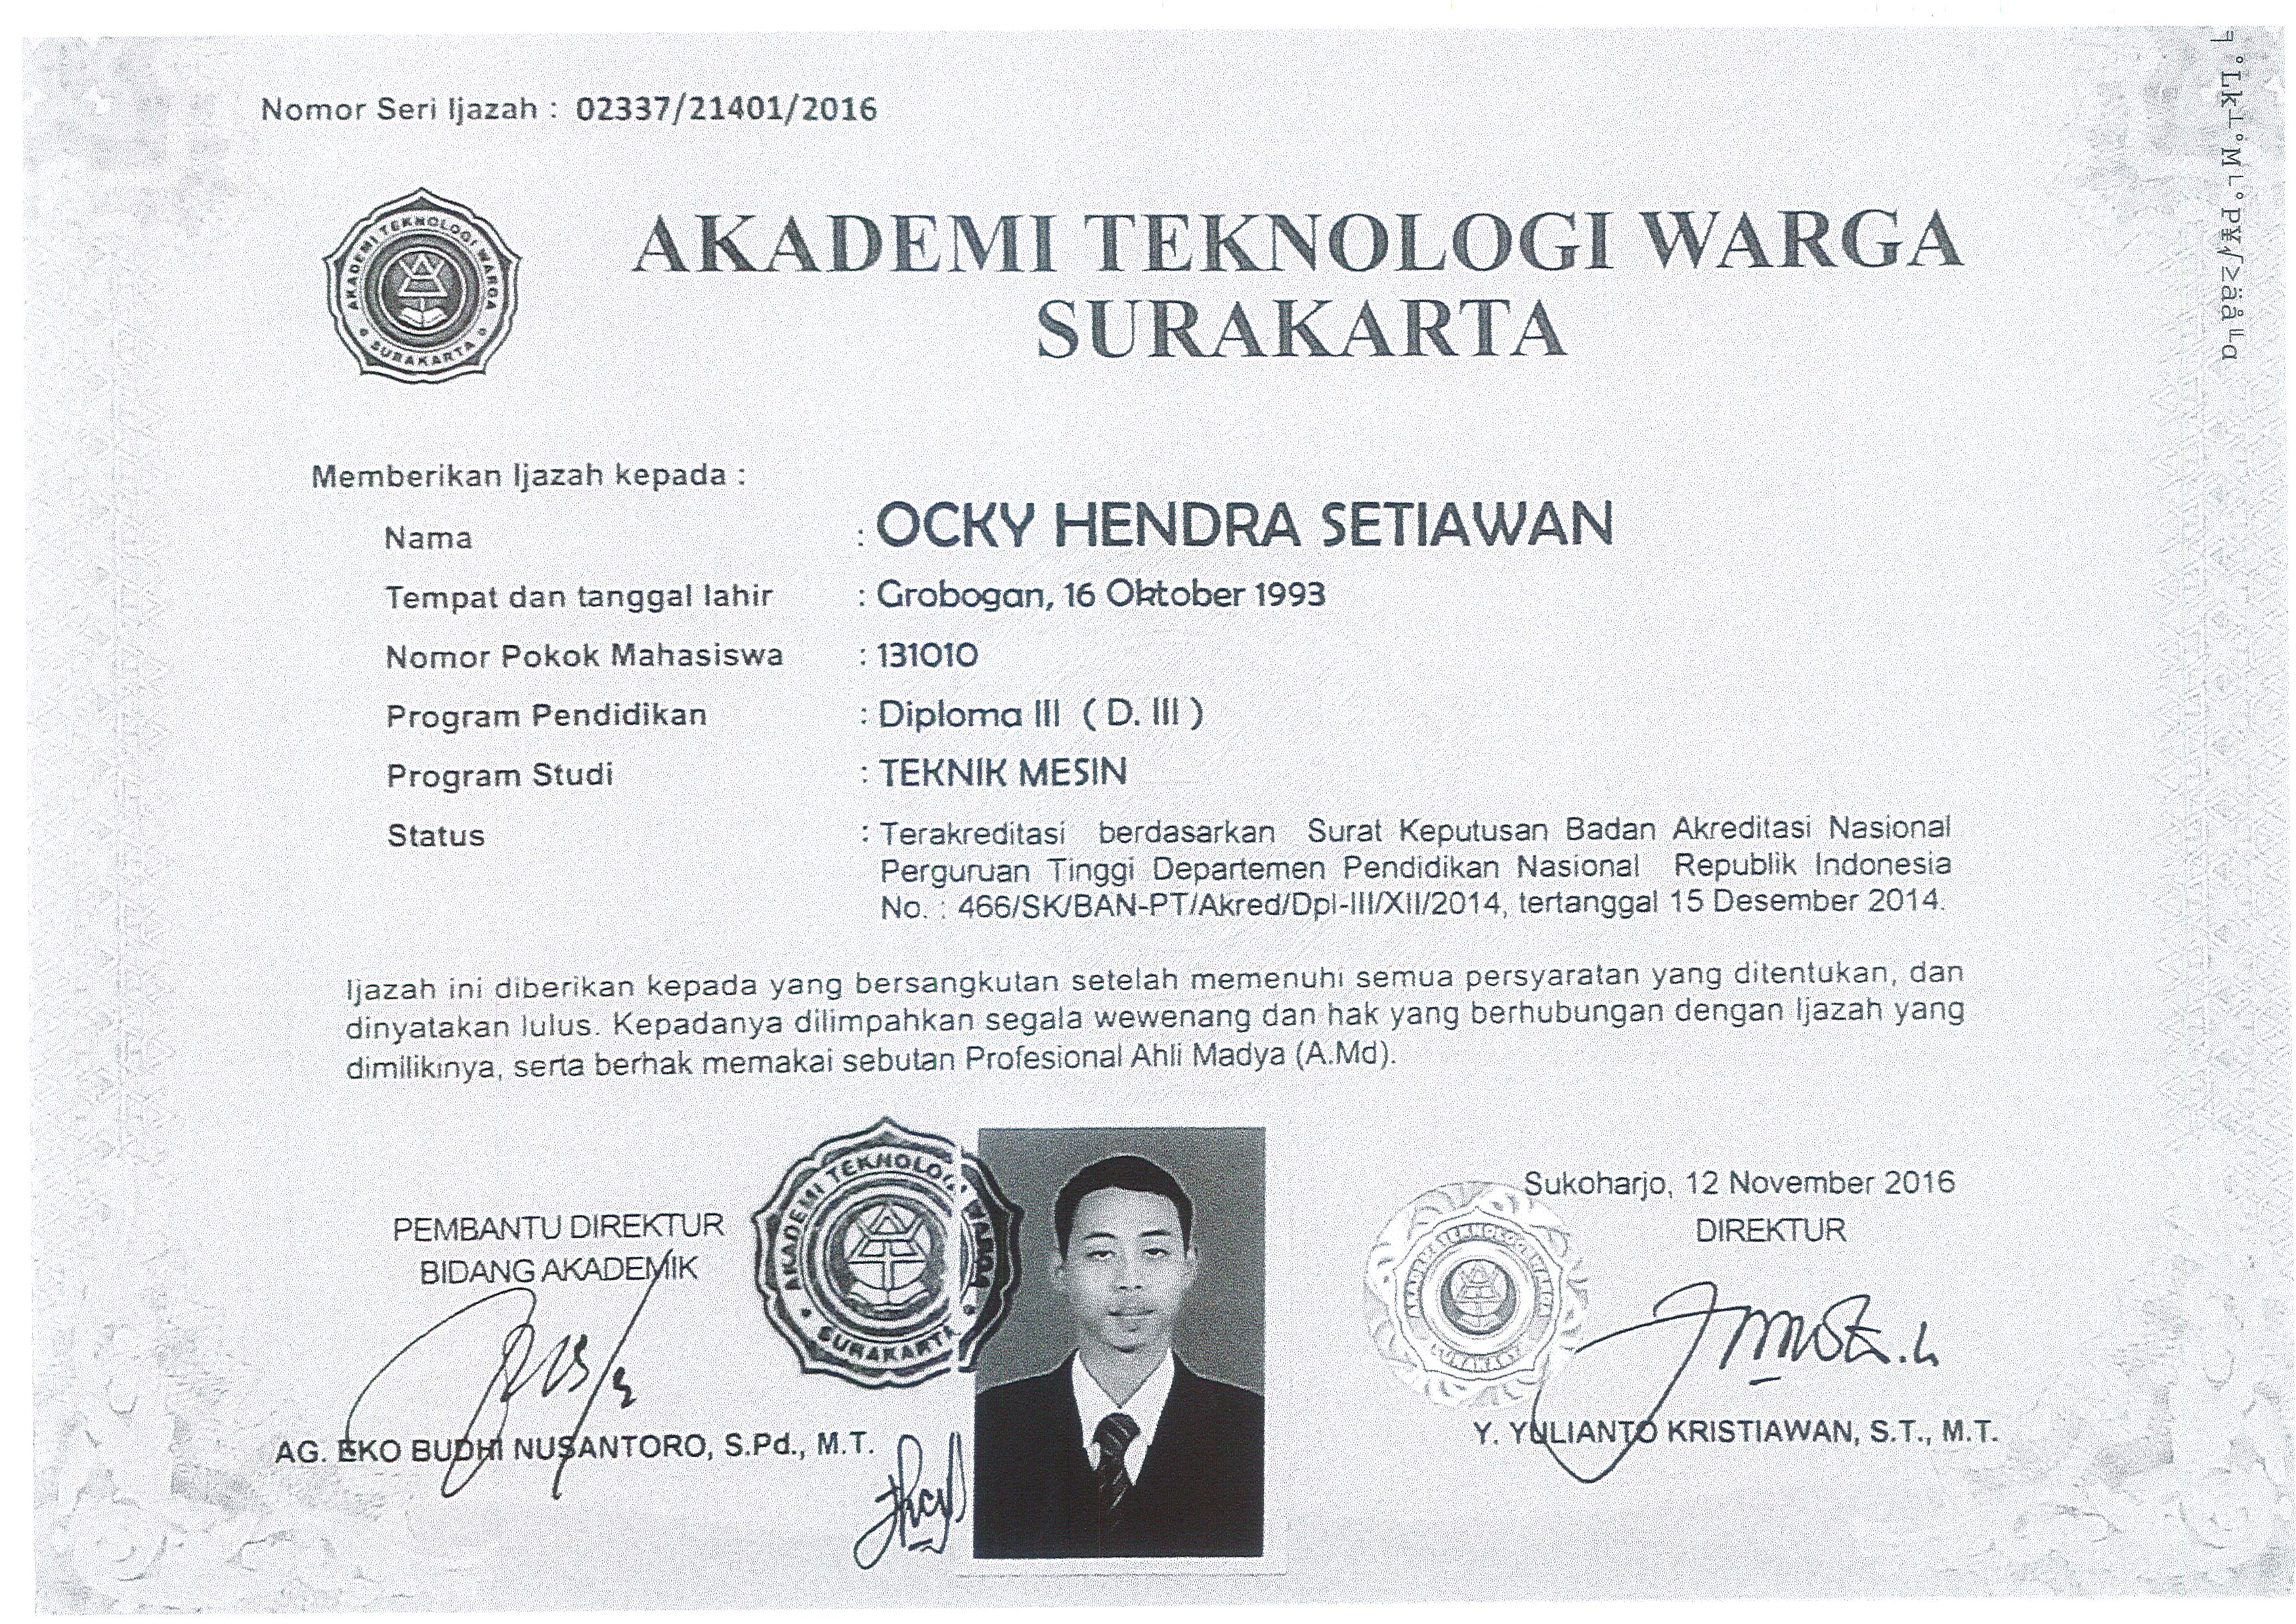 Nomor Seri Ijazah : 02337/21401/2016
AKADEMI TEKNOLOGI WARGA
SURAKARTA
AKADEMI TEKNOLOGI WARGA
SURAKARTA
Memberikan Ijazah kepada :
Nama : OCKY HENDRA SETIAWAN
Tempat dan tanggal lahir : Grobogan, 16 Oktober 1993
Nomor Pokok Mahasiswa : 131010
Program Pendidikan : Diploma III ( D. III )
Program Studi : TEKNIK MESIN
Status : Terakreditasi berdasarkan Surat Keputusan Badan Akreditasi Nasional
Perguruan Tinggi Departemen Pendidikan Nasional Republik Indonesia
No. : 466/SK/BAN-PT/Akred/Dpl-III/XII/2014, tertanggal 15 Desember 2014.
Ijazah ini diberikan kepada yang bersangkutan setelah memenuhi semua persyaratan yang ditentukan, dan
dinyatakan lulus. Kepadanya dilimpahkan segala wewenang dan hak yang berhubungan dengan Ijazah yang
dimilikinya, serta berhak memakai sebutan Profesional Ahli Madya (A.Md).
PEMBANTU DIREKTUR
BIDANG AKADEMIK
AG. EKO BUDHI NUSANTORO, S.Pd., M.T.
AKADEMI TEKNOLOGI WARGA
SURAKARTA
Sukoharjo, 12 November 2016
DIREKTUR
AKADEMI TEKNOLOGI WARGA
SURAKARTA
Y. YULIANTO KRISTIAWAN, S.T., M.T.